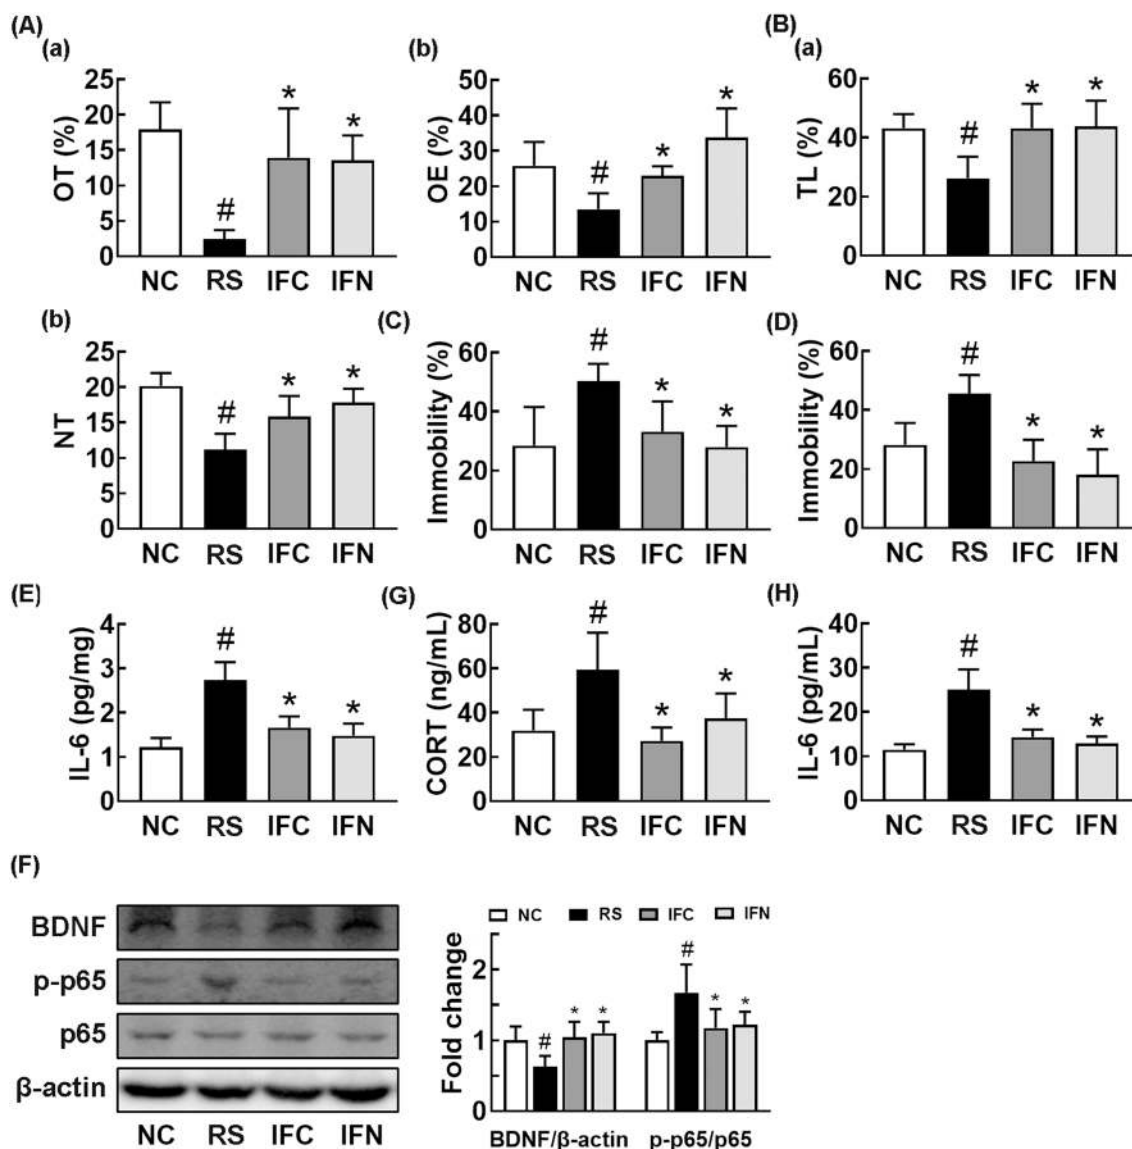 (A)
(a)
OT (%)
25
20
15
10
5
0
#
*
*
NC RS IFC IFN
(b)
OE (%)
50
40
30
20
10
0
#
*
*
NC RS IFC IFN
(B)
(a)
TL (%)
60
40
20
0
#
*
*
NC RS IFC IFN
(b)
NT
25
20
15
10
5
0
#
*
*
NC RS IFC IFN
(C)
Immobility (%)
60
40
20
0
#
*
*
NC RS IFC IFN
(D)
Immobility (%)
60
40
20
0
#
*
*
NC RS IFC IFN
(E)
IL-6 (pg/mg)
4
3
2
1
0
#
*
*
NC RS IFC IFN
(G)
CORT (ng/mL)
80
60
40
20
0
#
*
*
NC RS IFC IFN
(H)
IL-6 (pg/mL)
40
30
20
10
0
#
*
*
NC RS IFC IFN
(F)
BDNF
p-p65
p65
β-actin
NC RS IFC IFN
NC RS IFC IFN
Fold change
2
1
0
#
*
*
#
*
*
BDNF/β-actin p-p65/p65